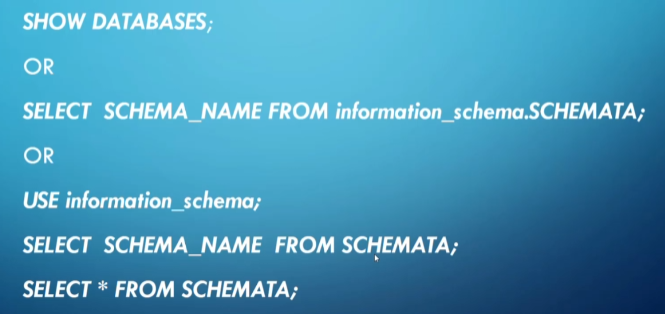 SHOW DATABASES;
OR
SELECT SCHEMA_NAME FROM information_schema.SCHEMATA;
OR
USE information_schema;
SELECT SCHEMA_NAME FROM SCHEMATA;
SELECT * FROM SCHEMATA;